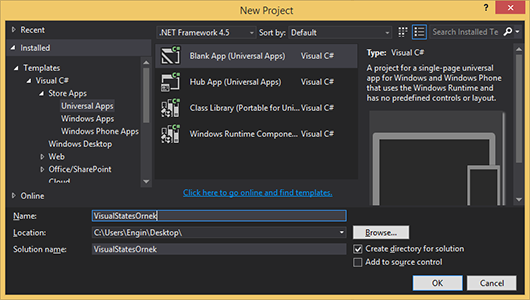 New Project
? ×
Recent
.NET Framework 4.5 Sort by: Default Search Installed Te
Installed
Templates
Visual C#
Store Apps
Universal Apps
Windows Apps
Windows Phone Apps
Windows Desktop
Web
Office/SharePoint
Cloud
Online
Blank App (Universal Apps) Visual C#
Hub App (Universal Apps) Visual C#
Class Library (Portable for Uni... Visual C#
Windows Runtime Compone... Visual C#
Click here to go online and find templates.
Type: Visual C#
A project for a single-page universal
app for Windows and Windows Phone
that uses the Windows Runtime and
has no predefined controls or layout.
Name: VisualStatesOrnek
Location: C:\Users\Engin\Desktop\ Browse...
Solution name: VisualStatesOrnek
Create directory for solution
Add to source control
OK Cancel